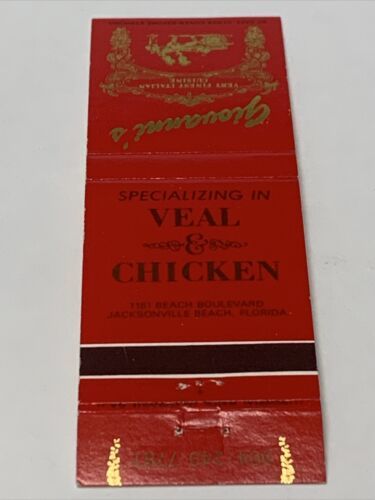 Giovanni's
VERY FINEST ITALIAN
CUISINE
SPECIALIZING IN
VEAL
&
CHICKEN
1161 BEACH BOULEVARD
JACKSONVILLE BEACH, FLORIDA